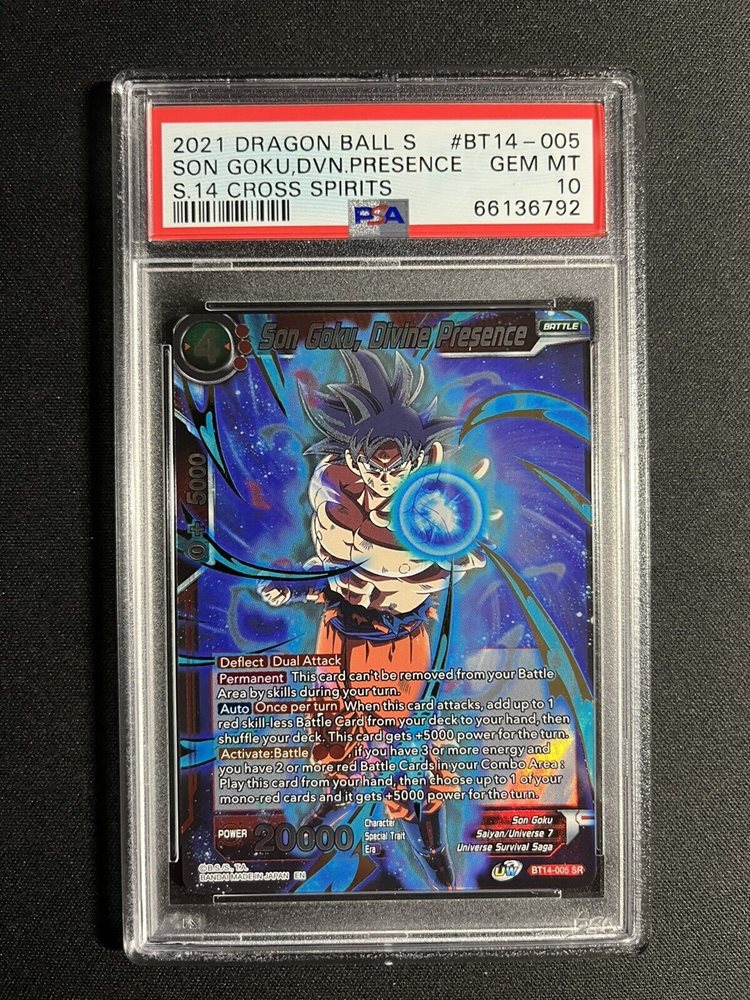 2021 DRAGON BALL S #BT14-005
SON GOKU,DVN.PRESENCE GEM MT
S.14 CROSS SPIRITS 10
PSA 66136792
4 Son Goku, Divine Presence BATTLE
0+ 5000
Deflect Dual Attack
Permanent This card can't be removed from your Battle
Area by skills during your turn.
Auto Once per turn When this card attacks, add up to 1
red skill-less Battle Card from your deck to your hand, then
shuffle your deck. This card gets +5000 power for the turn.
Activate:Battle , if you have 3 or more energy and
you have 2 or more red Battle Cards in your Combo Area :
Play this card from your hand, then choose up to 1 of your
mono-red cards and it gets +5000 power for the turn.
POWER 20000
Character Son Goku
Special Trait Saiyan/Universe 7
Era Universe Survival Saga
©B.S./S., T.A.
BANDAI MADE IN JAPAN EN
UW BT14-005 SR
PSA